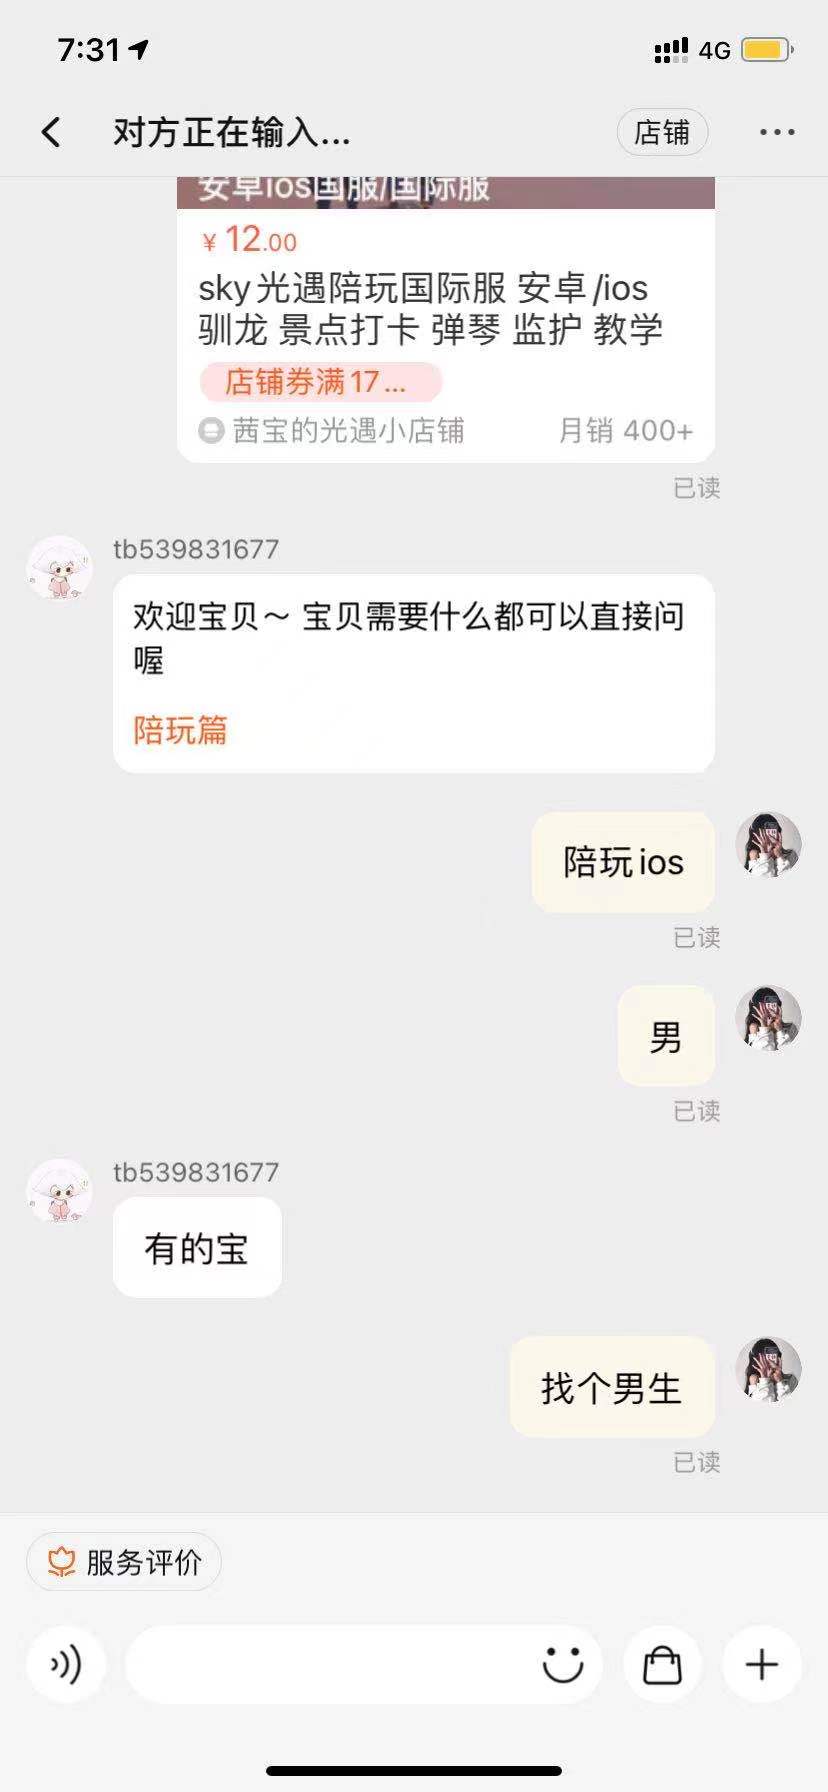 7:31
4G
对方正在输入...
店铺
安卓ios国服/国际服
¥12.00
sky光遇陪玩国际服 安卓/ios
驯龙 景点打卡 弹琴 监护 教学
店铺券满17...
茜宝的光遇小店铺
月销 400+
已读
tb539831677
欢迎宝贝～ 宝贝需要什么都可以直接问
喔
陪玩篇
陪玩ios
已读
男
已读
tb539831677
有的宝
找个男生
已读
服务评价